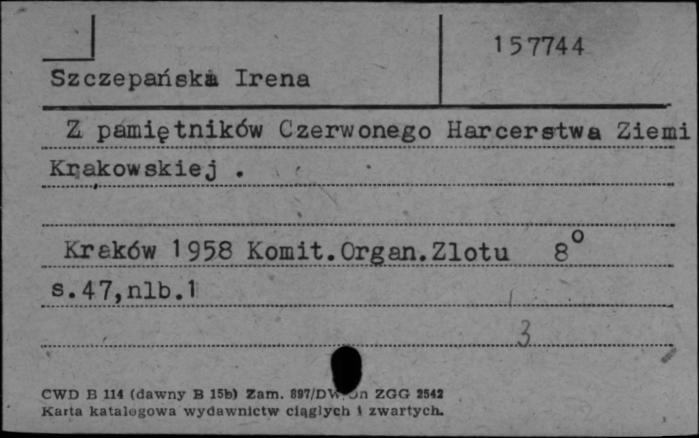 157744
Szczepańska Irena
Z pamiętników Czerwonego Harcerstwa Ziemi
Krakowskiej .
Kraków 1958 Komit.Organ.Zlotu 8°
s.47,nlb.1
3
CWD B 114 (dawny B 15b) Zam. 897/DW ZGG 2542
Karta katalogowa wydawnictw ciągłych i zwartych.